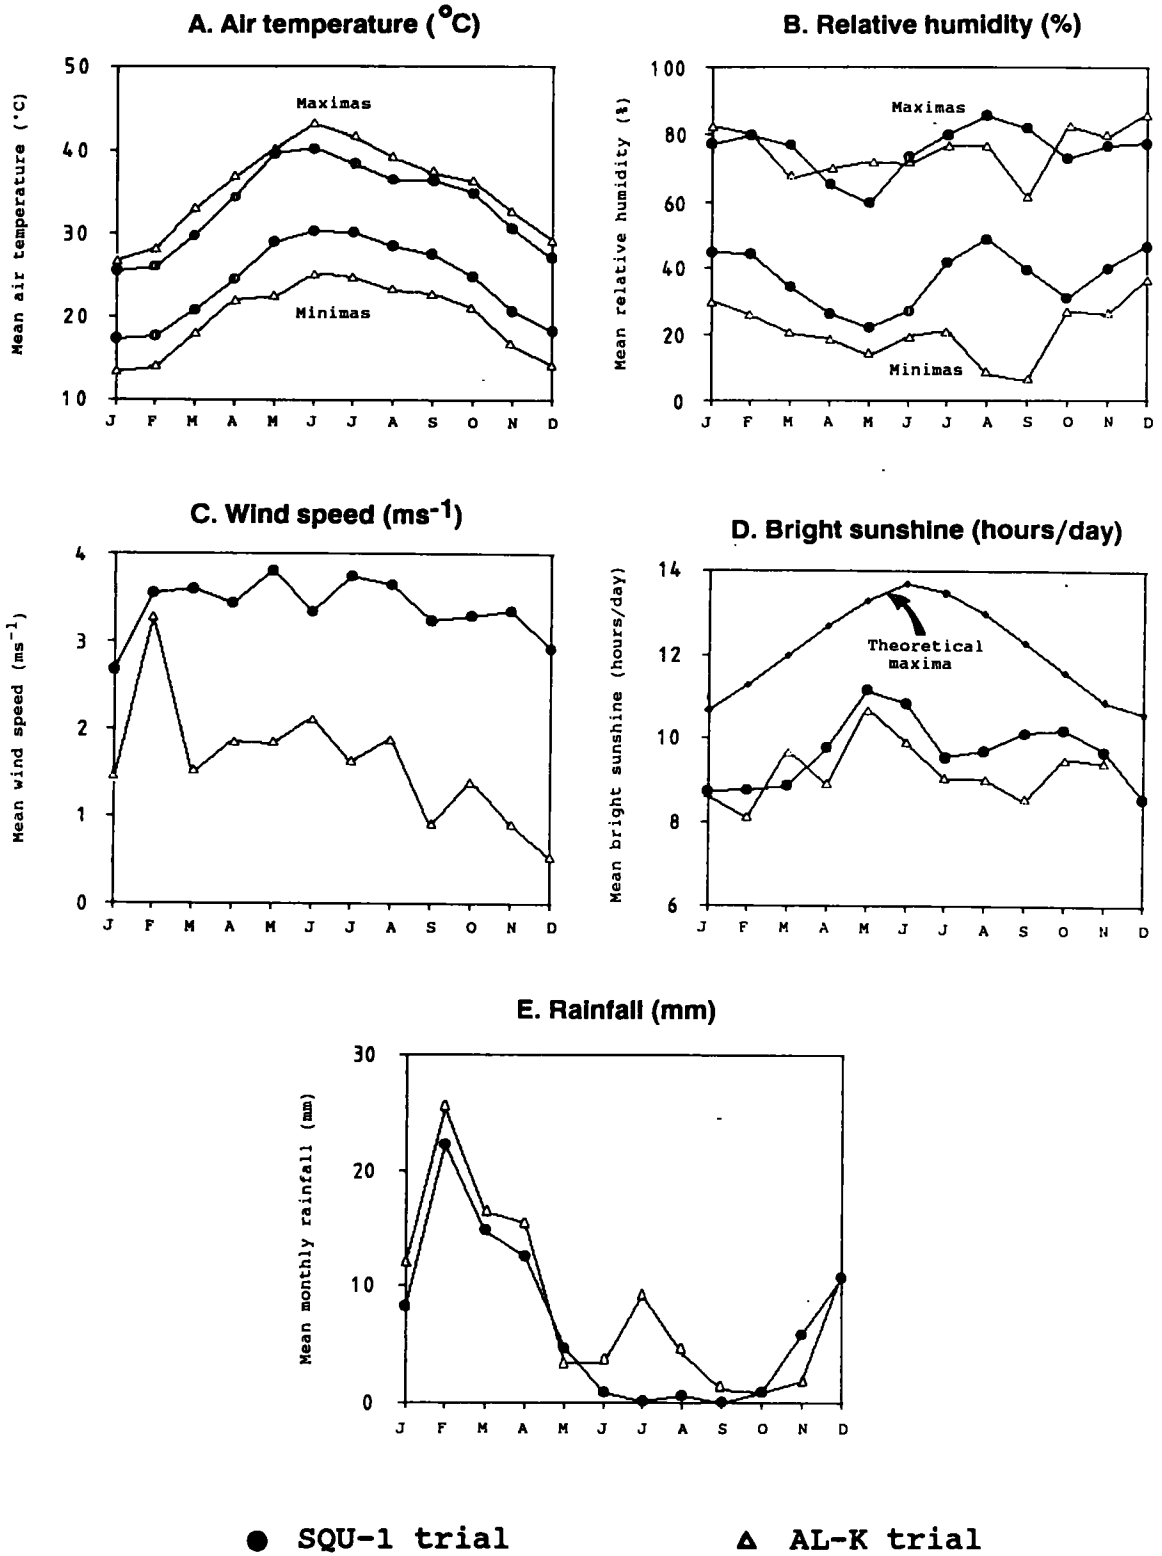 A. Air temperature (°C)
Mean air temperature (°C)
50
40
30
20
10
Maximas
Minimas
J F M A M J J A S O N D
B. Relative humidity (%)
Mean relative humidity (%)
100
80
60
40
20
0
Maximas
Minimas
J F M A M J J A S O N D
C. Wind speed (ms-1)
Mean wind speed (ms-1)
4
3
2
1
0
J F M A M J J A S O N D
D. Bright sunshine (hours/day)
Mean bright sunshine (hours/day)
14
12
10
8
6
Theoretical
maxima
J F M A M J J A S O N D
E. Rainfall (mm)
Mean monthly rainfall (mm)
30
20
10
0
J F M A M J J A S O N D
SQU-1 trial
AL-K trial